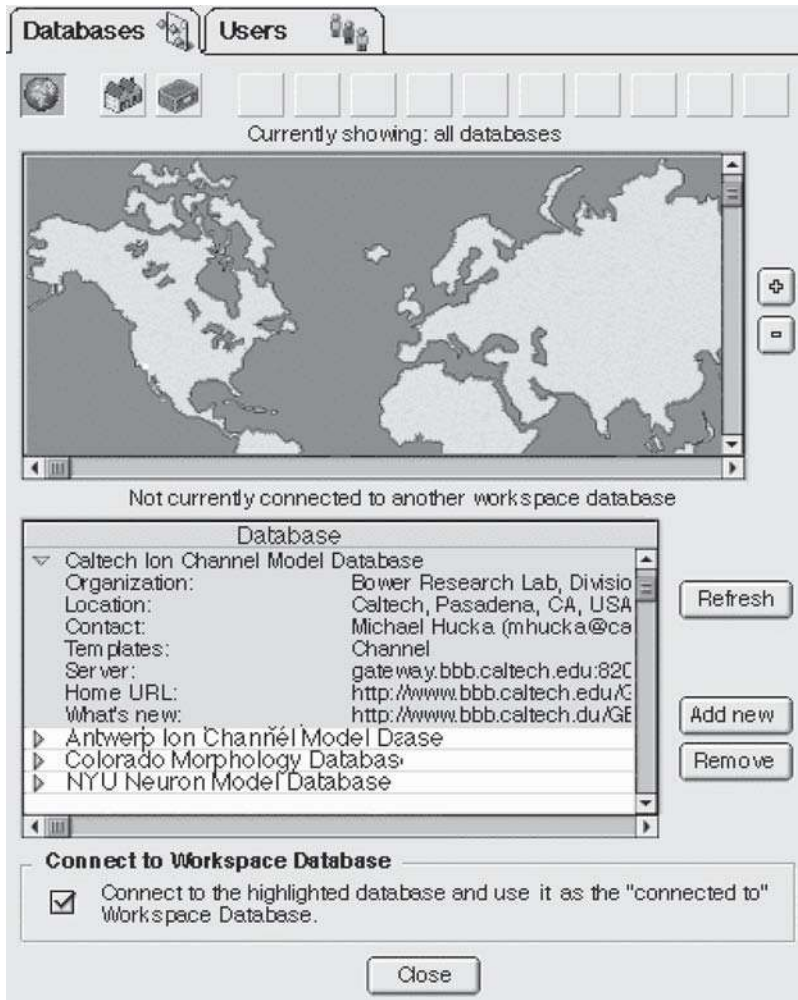 Databases Users
Currently showing: all databases
Not currently connected to another workspace database
Database
Caltech Ion Channel Model Database
Organization: Bower Research Lab, Divisio
Location: Caltech, Pasadena, CA, USA
Contact: Michael Hucka (mhucka@ca
Templates: Channel
Server: gateway.bbb.caltech.edu:820
Home URL: http://www.bbb.caltech.edu/G
What's new: http://www.bbb.caltech.du/GE
Refresh
Antwerp Ion Channel Model Daase
Colorado Morphology Databas
NYU Neuron Model Database
Add new
Remove
Connect to Workspace Database
Connect to the highlighted database and use it as the "connected to"
Workspace Database.
Close